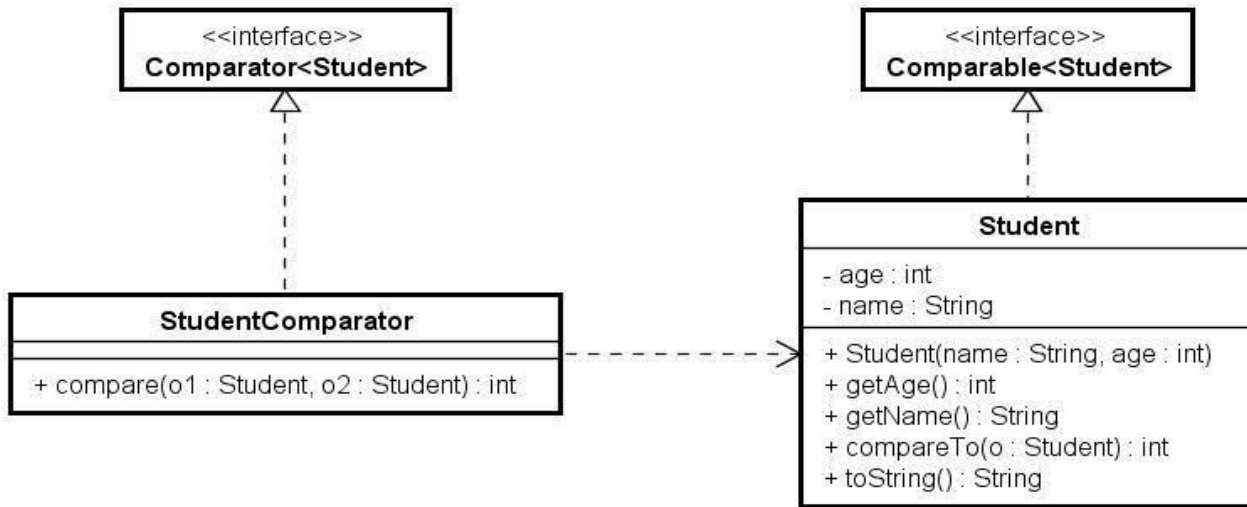 <<interface>>
Comparator<Student>
<<interface>>
Comparable<Student>
StudentComparator
+ compare(o1 : Student, o2 : Student) : int
Student
- age : int
- name : String
+ Student(name : String, age : int)
+ getAge() : int
+ getName() : String
+ compareTo(o : Student) : int
+ toString() : String